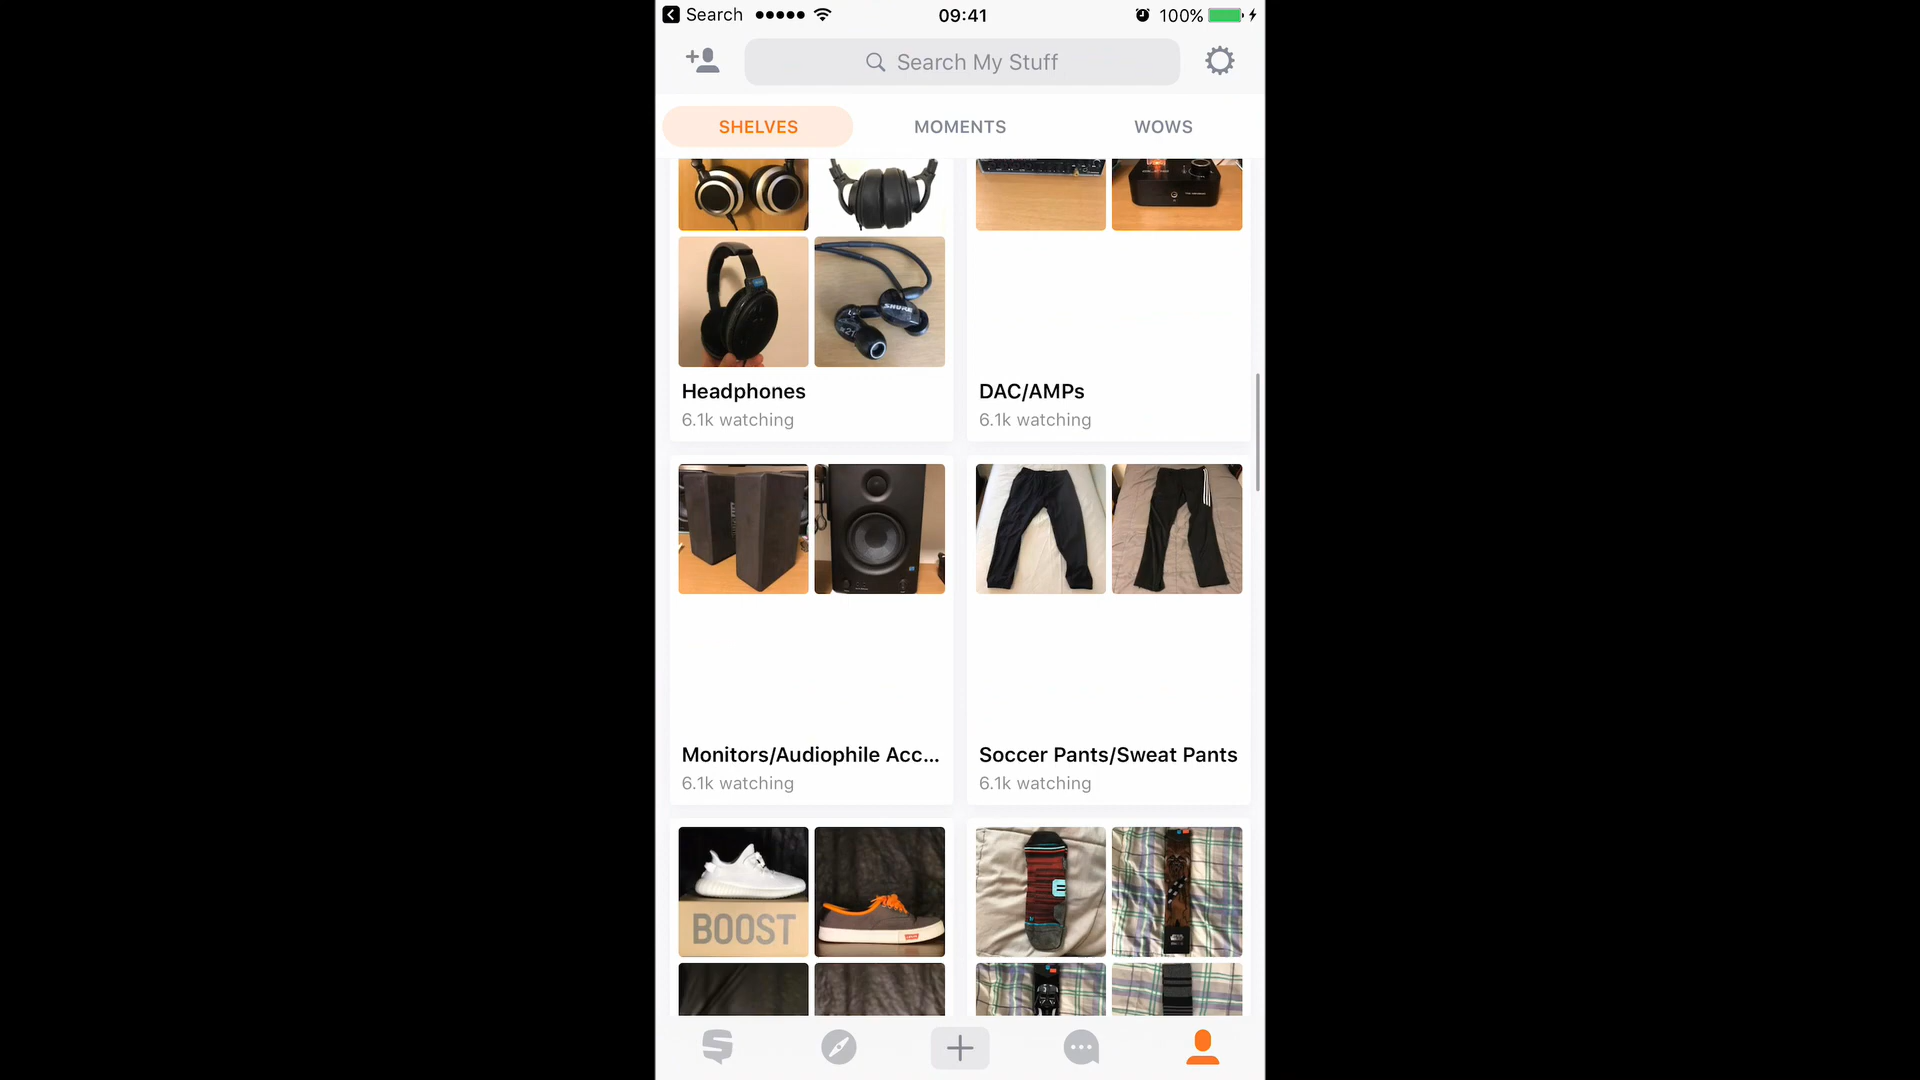 Search
09:41
100%
Search My Stuff
SHELVES
MOMENTS
WOWS
SHURE
Headphones
6.1k watching
DAC/AMPs
6.1k watching
Monitors/Audiophile Acc...
6.1k watching
Soccer Pants/Sweat Pants
6.1k watching
BOOST